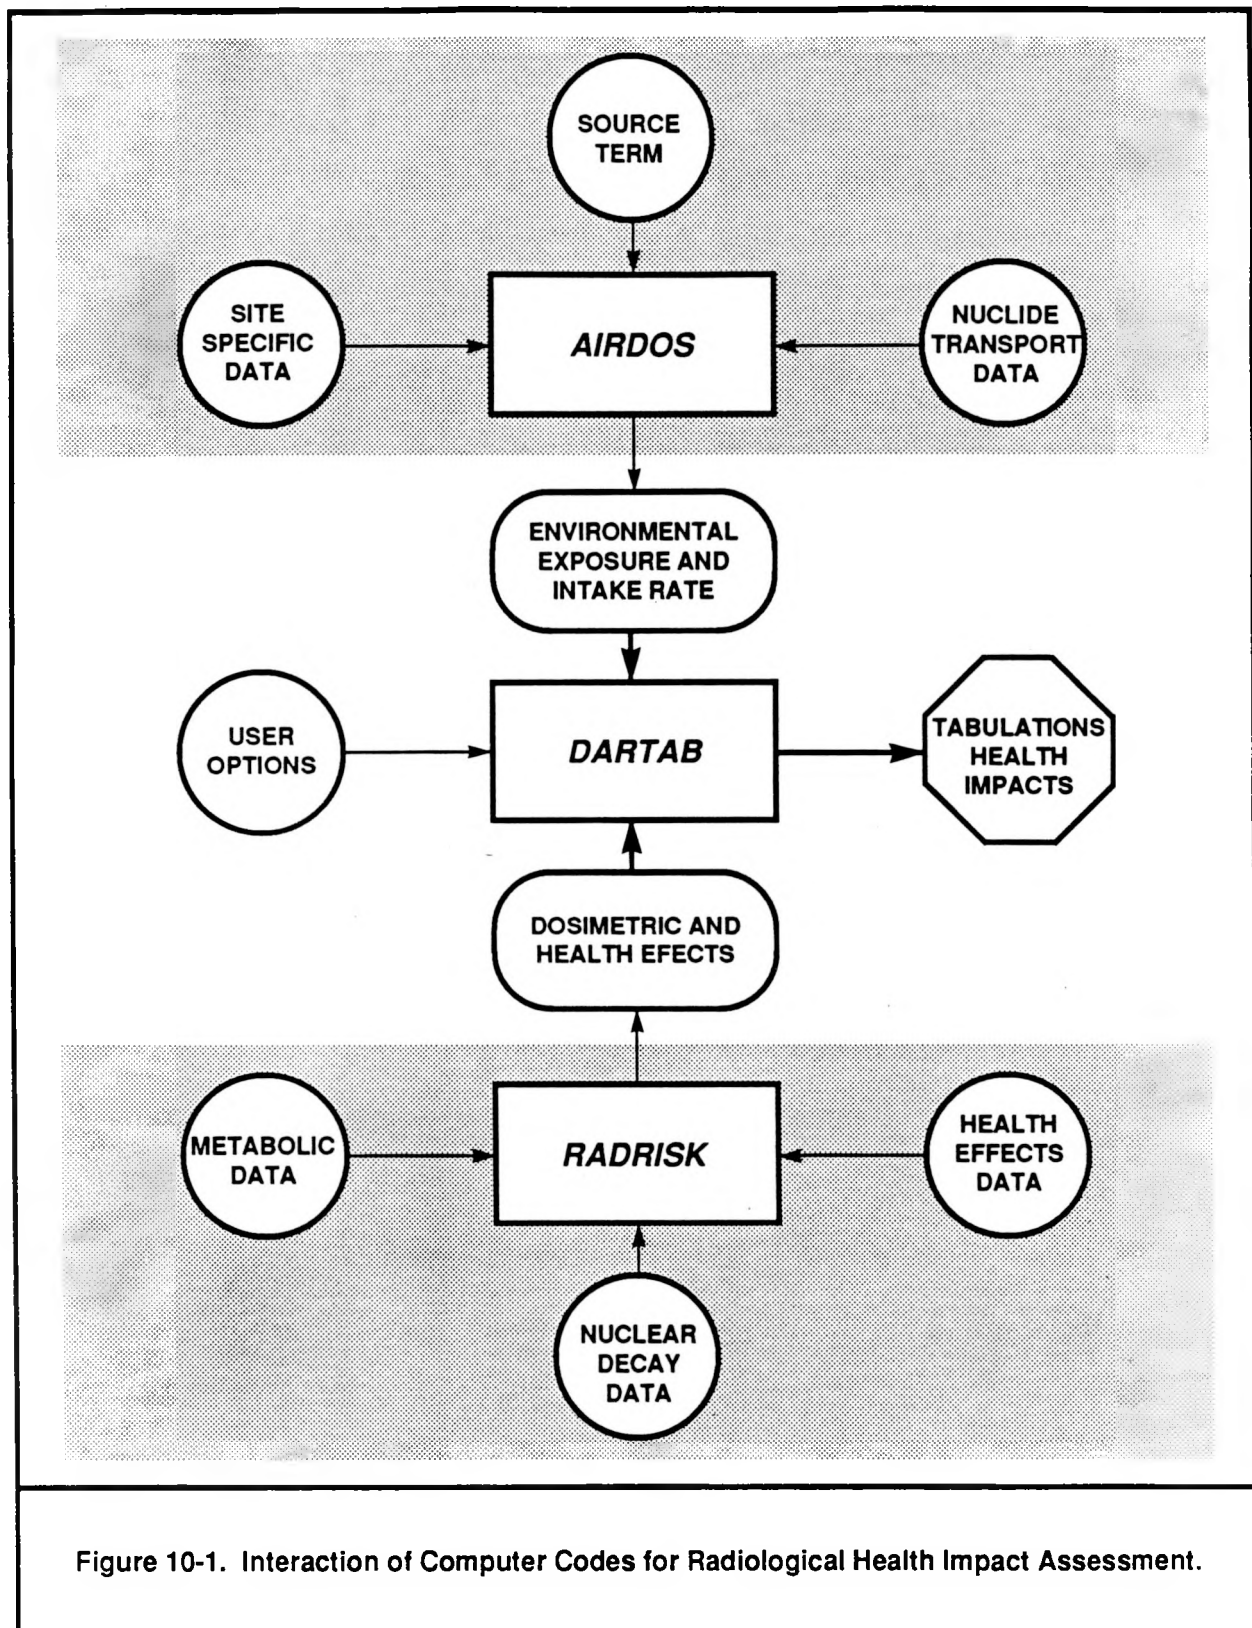 SOURCE
TERM
SITE
SPECIFIC
DATA
AIRDOS
NUCLIDE
TRANSPORT
DATA
ENVIRONMENTAL
EXPOSURE AND
INTAKE RATE
USER
OPTIONS
DARTAB
TABULATIONS
HEALTH
IMPACTS
DOSIMETRIC AND
HEALTH EFECTS
METABOLIC
DATA
RADRISK
HEALTH
EFFECTS
DATA
NUCLEAR
DECAY
DATA
Figure 10-1. Interaction of Computer Codes for Radiological Health Impact Assessment.